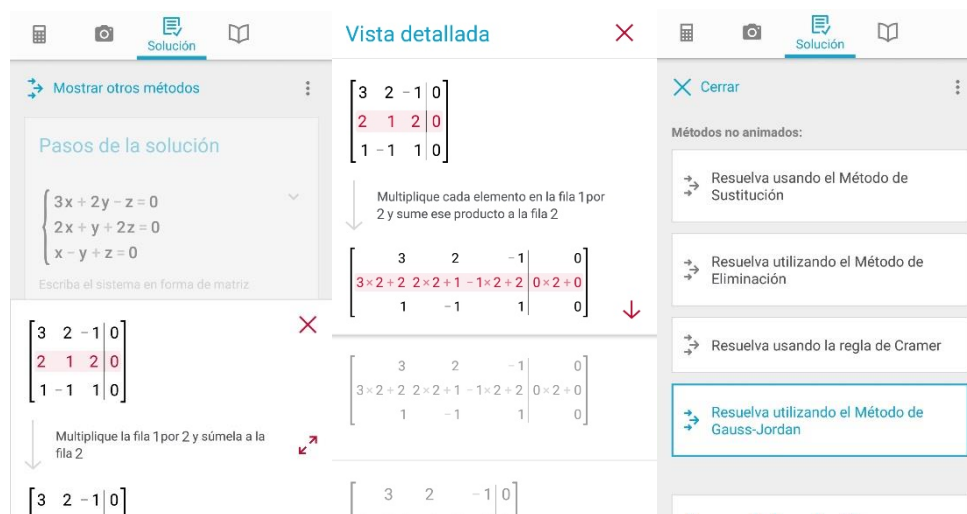 Solución
Mostrar otros métodos
Pasos de la solución
3x + 2y - z = 0
2x + y + 2z = 0
x - y + z = 0
Escriba el sistema en forma de matriz
3 2 -1 | 0
2 1 2 | 0
1 -1 1 | 0
Multiplique la fila 1 por 2 y súmela a la
fila 2
3 2 -1 | 0
Vista detallada
3 2 -1 | 0
2 1 2 | 0
1 -1 1 | 0
Multiplique cada elemento en la fila 1 por
2 y sume ese producto a la fila 2
3 2 -1 | 0
3×2+2 2×2+1 -1×2+2 | 0×2+0
1 -1 1 | 0
3 2 -1 | 0
3×2+2 2×2+1 -1×2+2 | 0×2+0
1 -1 1 | 0
3 2 -1 | 0
Solución
Cerrar
Métodos no animados:
Resuelva usando el Método de
Sustitución
Resuelva utilizando el Método de
Eliminación
Resuelva usando la regla de Cramer
Resuelva utilizando el Método de
Gauss-Jordan